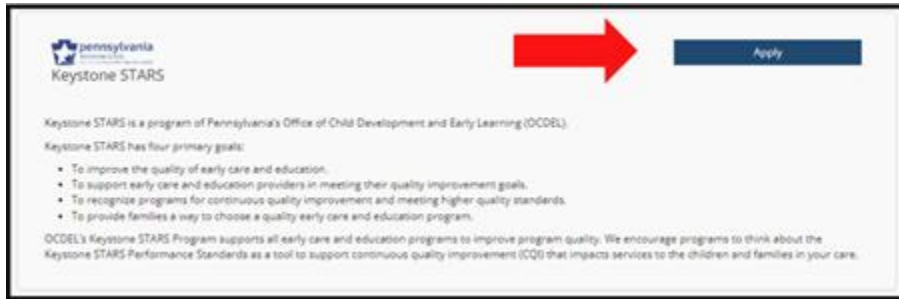 pennsylvania
Keystone STARS
Apply
Keystone STARS is a program of Pennsylvania's Office of Child Development and Early Learning (OCDEL).
Keystone STARS has four primary goals:
• To improve the quality of early care and education.
• To support early care and education providers in meeting their quality improvement goals.
• To recognize programs for continuous quality improvement and meeting higher quality standards.
• To provide families a way to choose a quality early care and education program.
OCDEL's Keystone STARS Program supports all early care and education programs to improve program quality. We encourage programs to think about the
Keystone STARS Performance Standards as a tool to support continuous quality improvement (CQI) that impacts services to the children and families in your care.